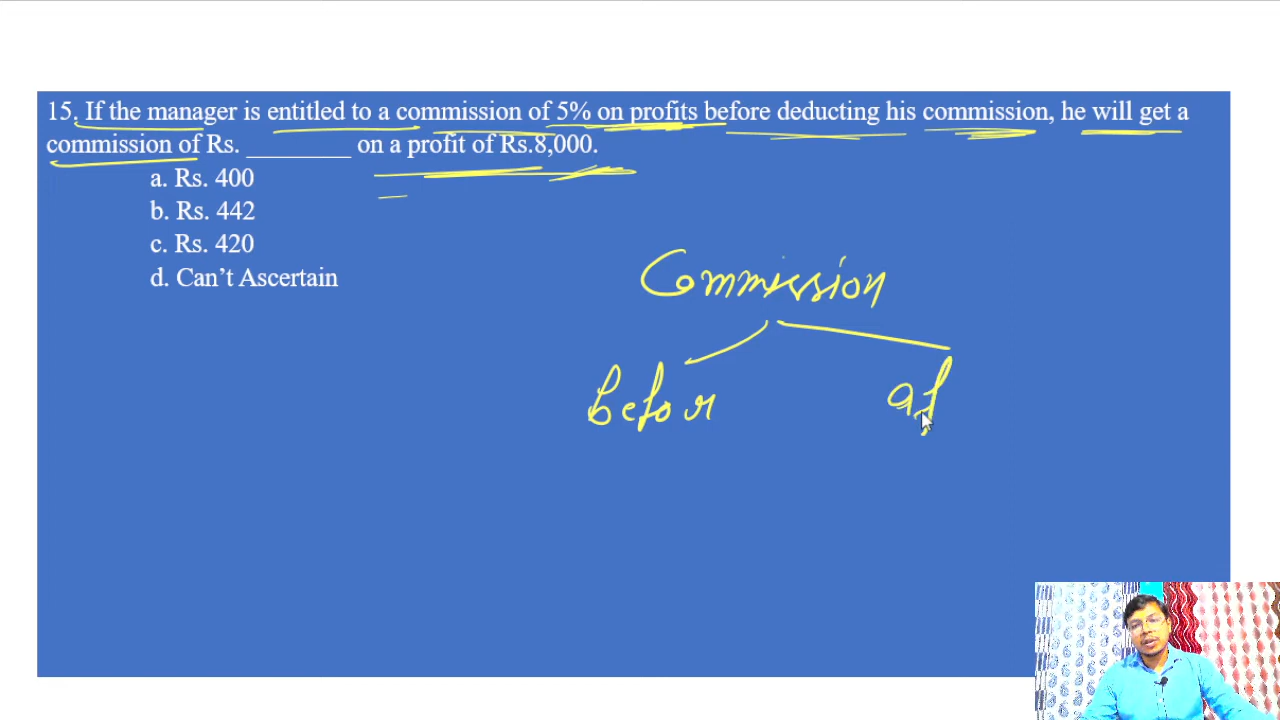 15. If the manager is entitled to a commission of 5% on profits before deducting his commission, he will get a
commission of Rs. _________ on a profit of Rs.8,000.
a. Rs. 400
b. Rs. 442
c. Rs. 420
d. Can’t Ascertain
Commission
befor af